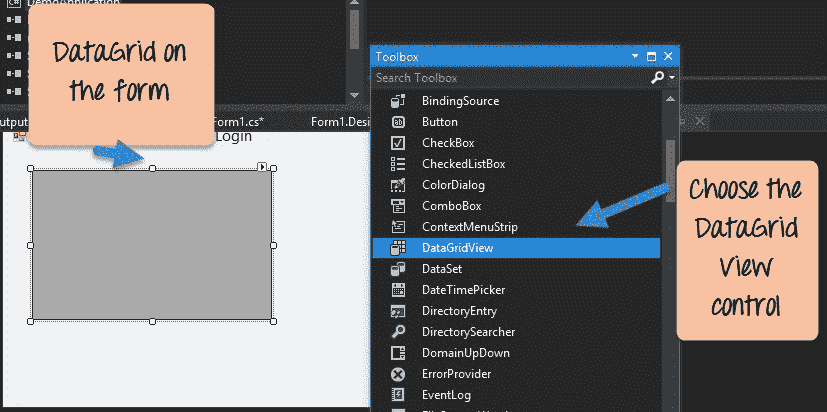 DemoApplication
DataGrid on
the form
Form1.cs*
Form1.Desi
Login
Toolbox
Search Toolbox
BindingSource
Button
CheckBox
CheckedListBox
ColorDialog
ComboBox
ContextMenuStrip
DataGridView
DataSet
DateTimePicker
DirectoryEntry
DirectorySearcher
DomainUpDown
ErrorProvider
EventLog
Choose the
DataGrid
View
control